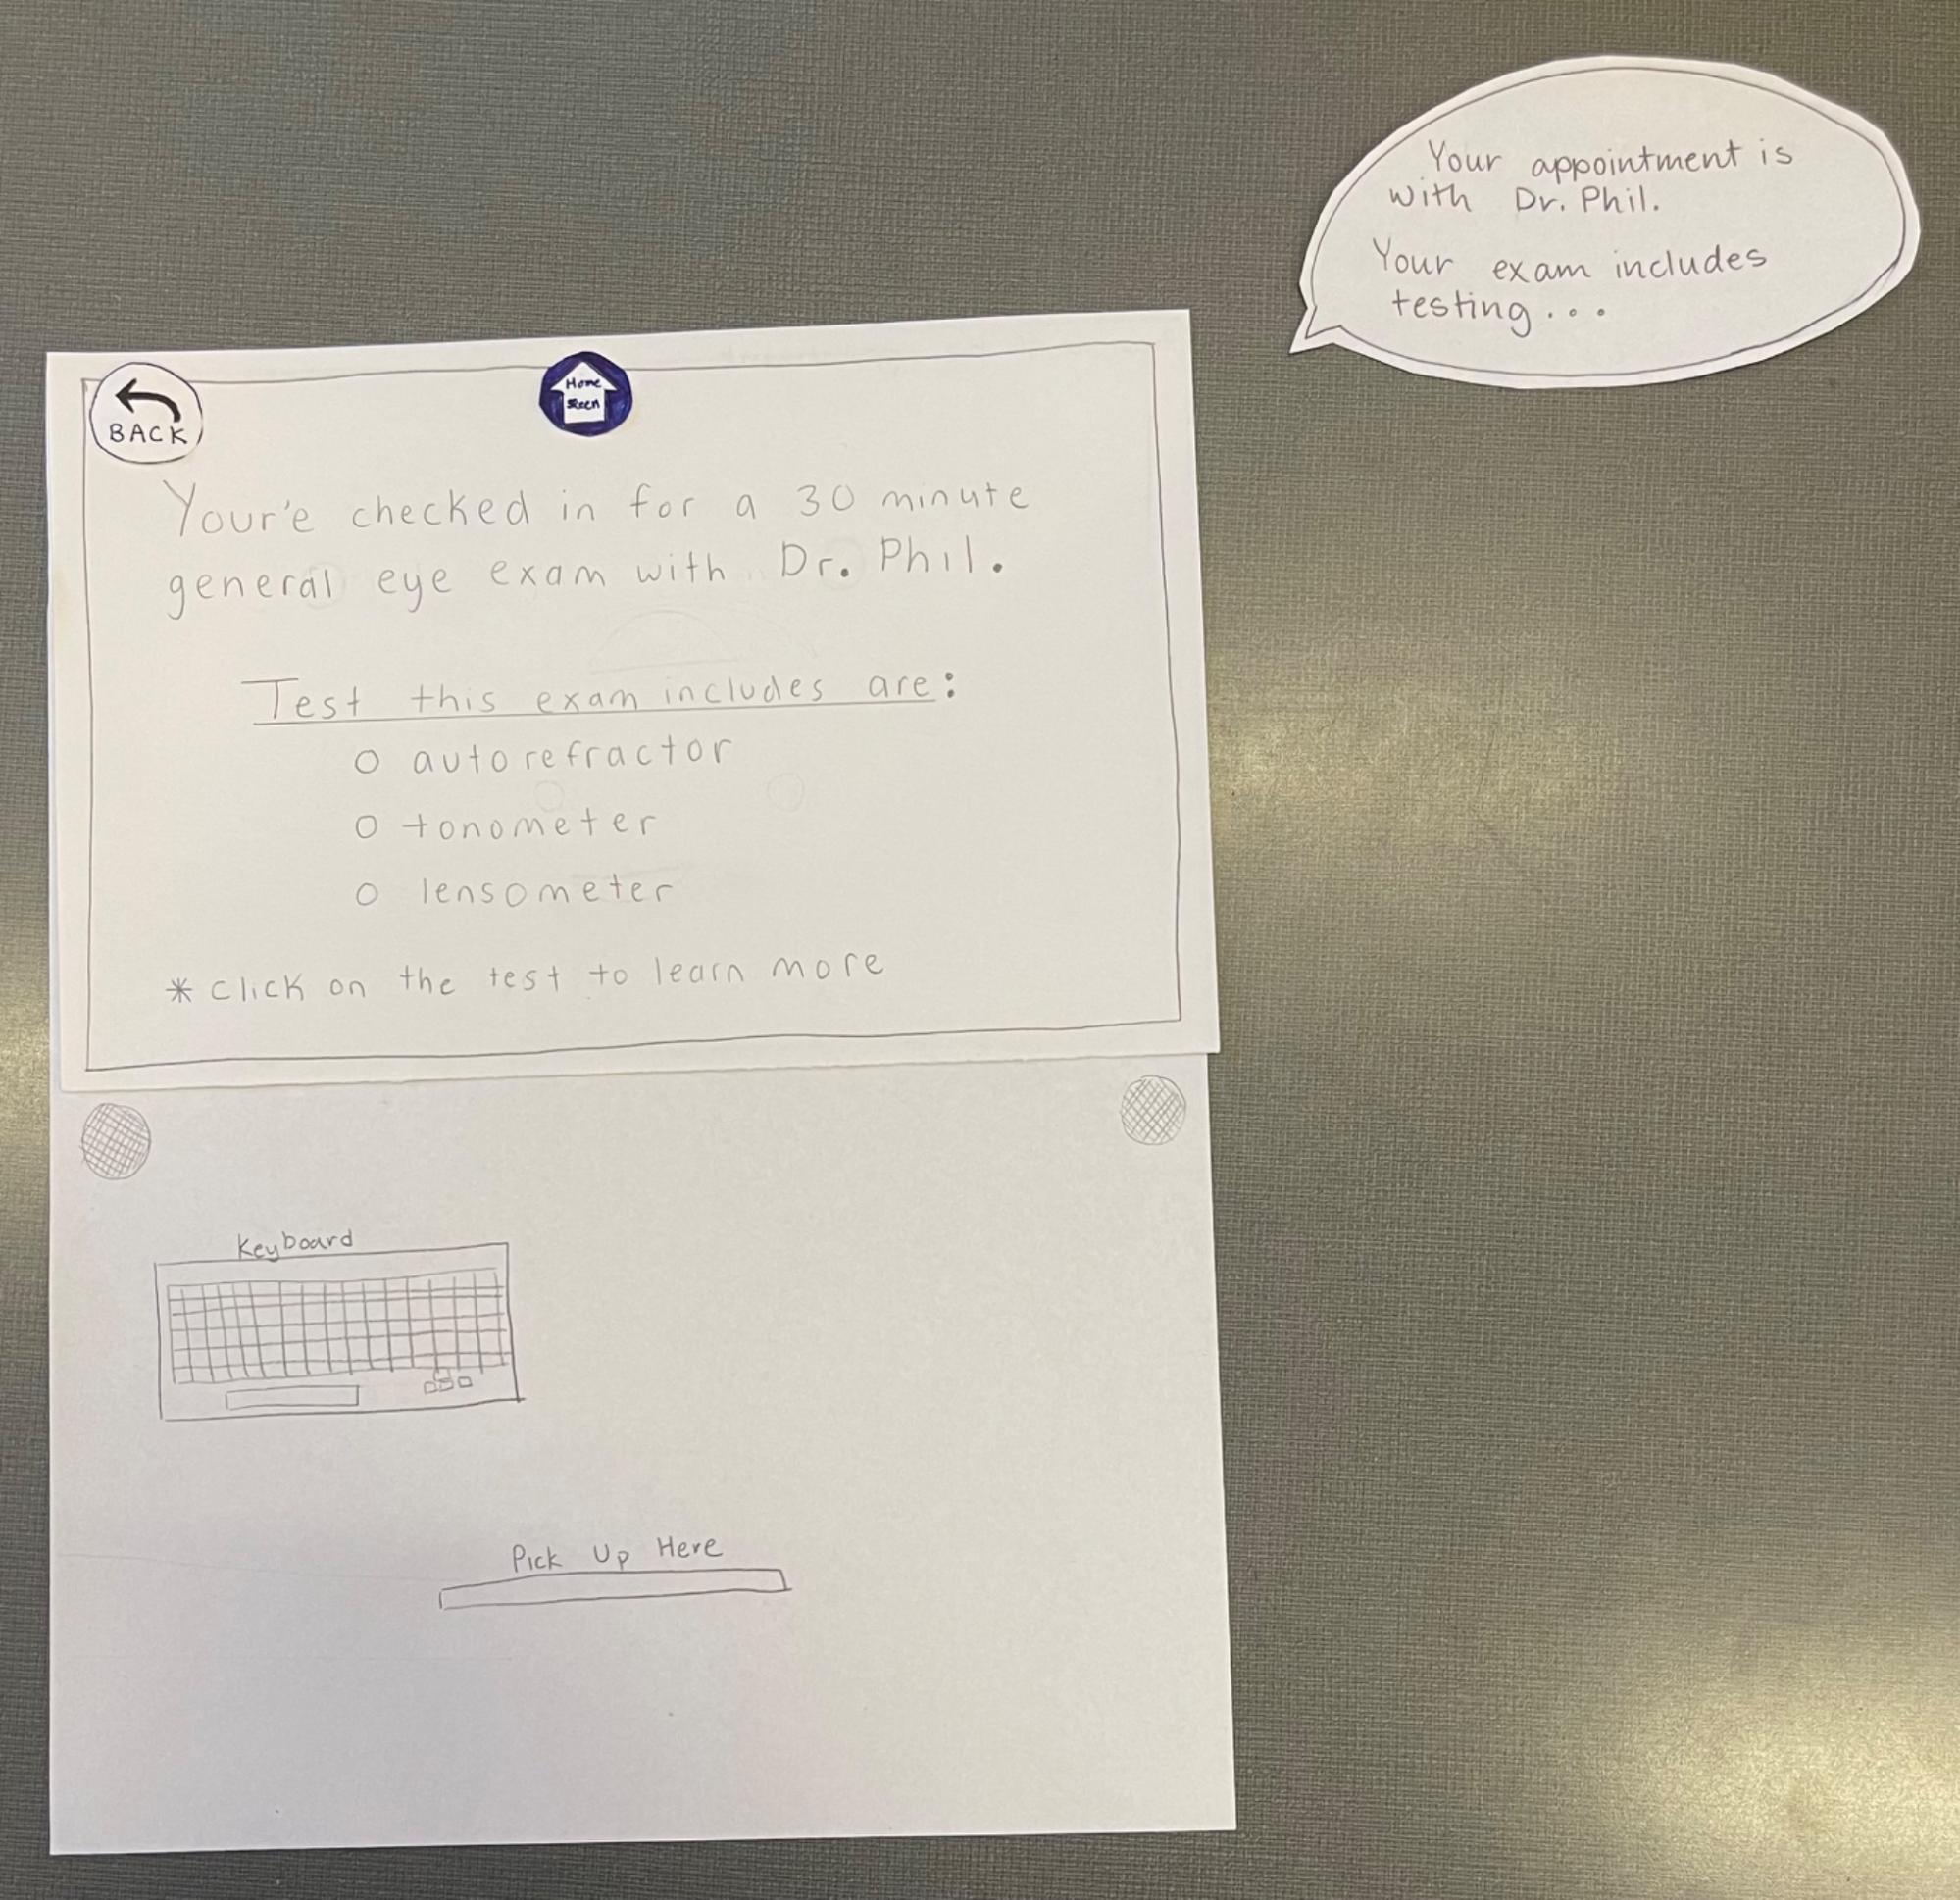 BACK
Home
Skeen
Your'e checked in for a 30 minute
general eye exam with Dr. Phil.
Test this exam includes are:
O autorefractor
O tonometer
O lensometer
* click on the test to learn more
Your appointment is
with Dr. Phil.
Your exam includes
testing...
Keyboard
Pick Up Here